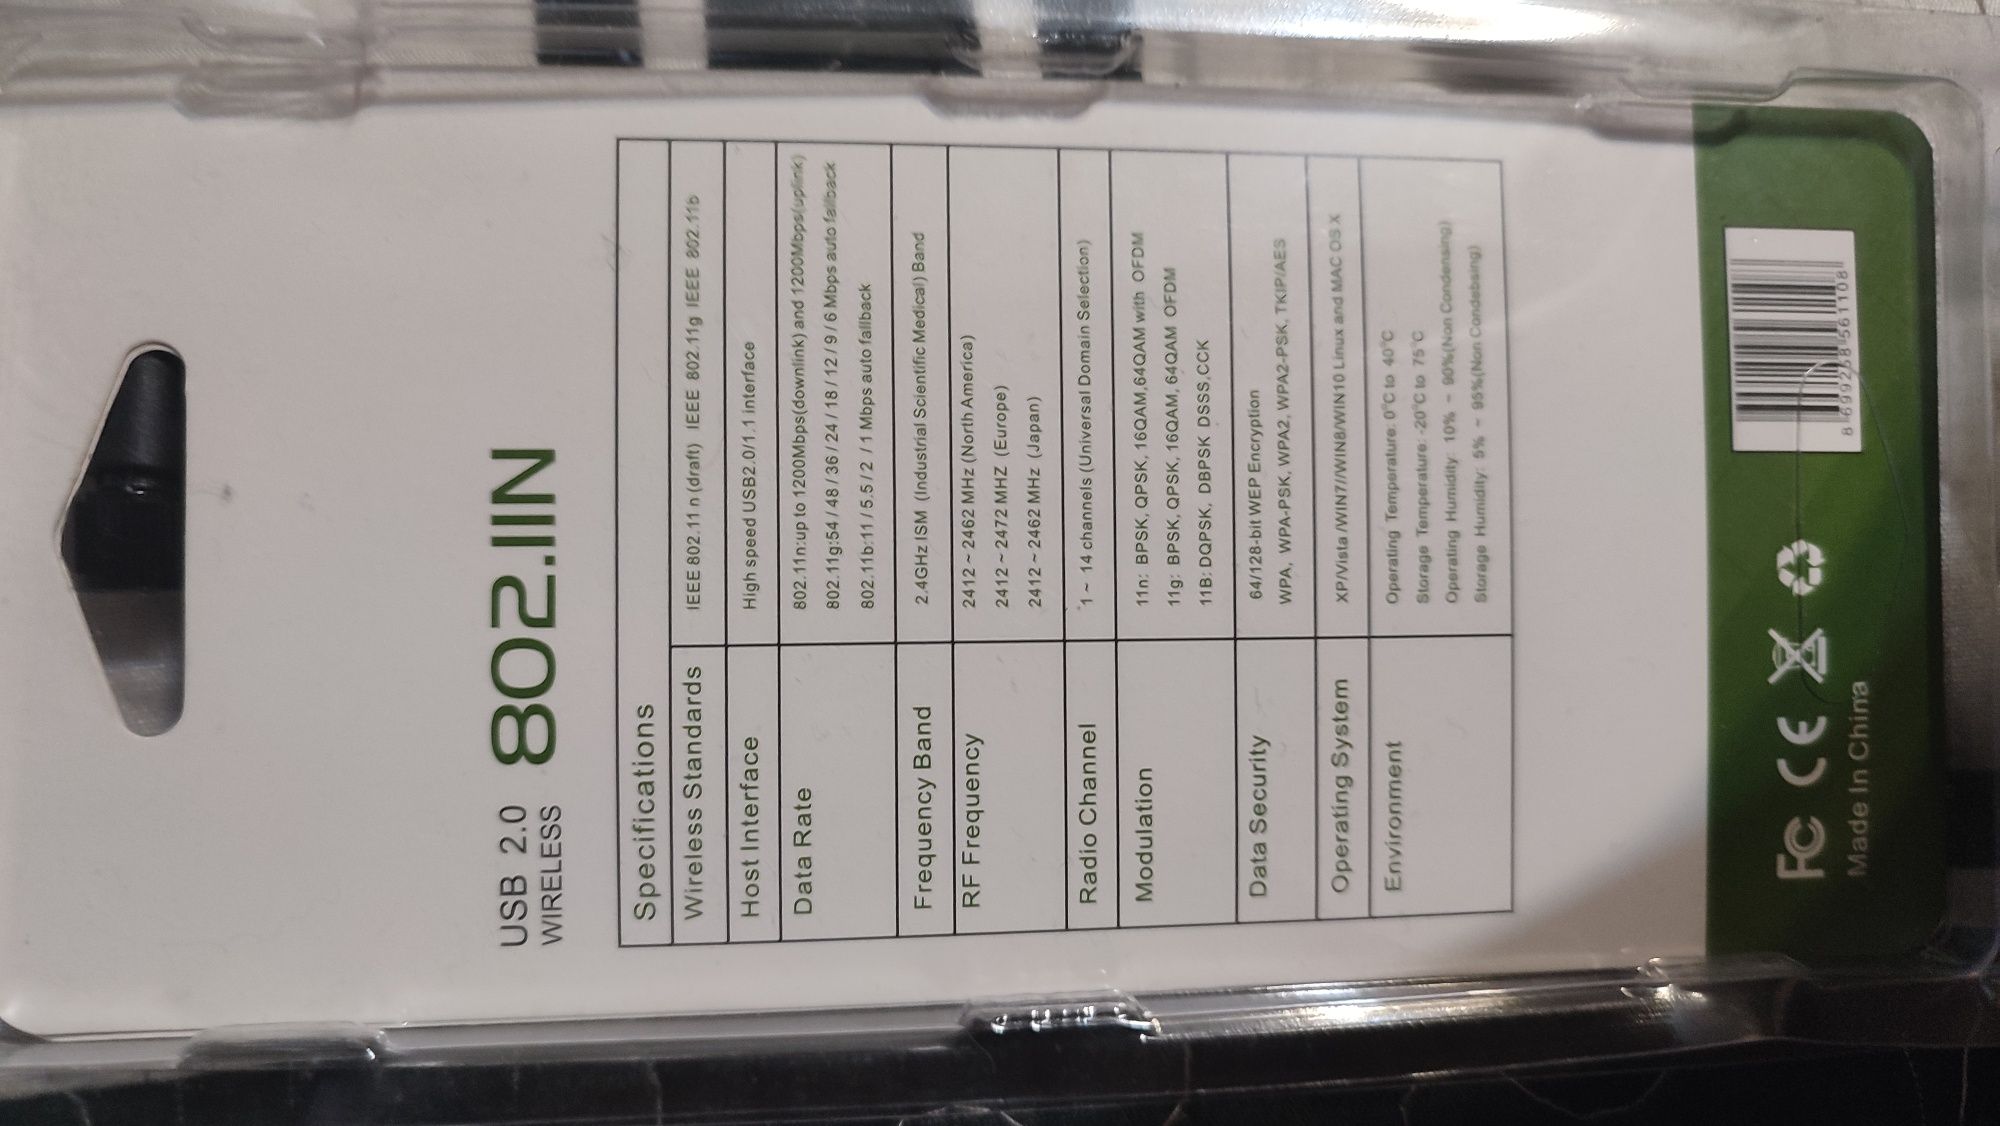 USB 2.0
WIRELESS
802.11N
Specifications
Wireless Standards
IEEE 802.11 n (draft) IEEE 802.11g IEEE 802.11b
Host Interface
High speed USB2.0/1.1 interface
Data Rate
802.11n:up to 1200Mbps(downlink) and 1200Mbps(uplink)
802.11g:54 / 48 / 36 / 24 / 18 / 12 / 9 / 6 Mbps auto fallback
802.11b:11 / 5.5 / 2 / 1 Mbps auto fallback
Frequency Band
2.4GHz ISM (Industrial Scientific Medical) Band
RF Frequency
2412 ~ 2462 MHz (North America)
2412 ~ 2472 MHZ (Europe)
2412 ~ 2462 MHz (Japan)
Radio Channel
1 ~ 14 channels (Universal Domain Selection)
Modulation
11n: BPSK, QPSK, 16QAM,64QAM with OFDM
11g: BPSK, QPSK, 16QAM, 64QAM OFDM
11B: DQPSK, DBPSK DSSS,CCK
Data Security
64/128-bit WEP Encryption
WPA, WPA-PSK, WPA2, WPA2-PSK, TKIP/AES
Operating System
XP/Vista /WIN7//WIN8/WIN10 Linux and MAC OS X
Environment
Operating Temperature: 0°C to 40°C
Storage Temperature: -20°C to 75°C
Operating Humidity: 10% ~ 90%(Non Condensing)
Storage Humidity: 5% ~ 95%(Non Condebsing)
FC CE
Made In China
8 699258 561108